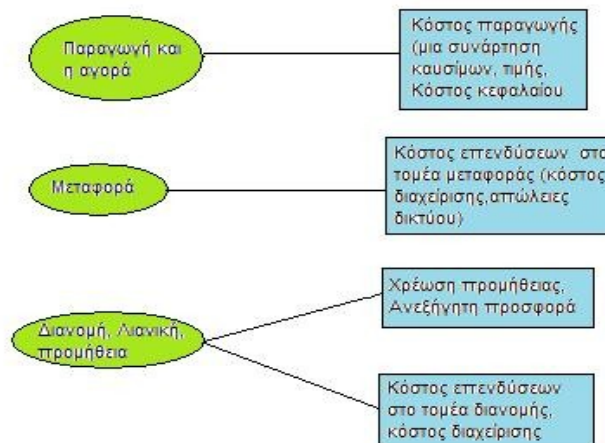 Παραγωγή και
η αγορά
Κόστος παραγωγής
(μια συνάρτηση
καυσίμων, τιμής,
Κόστος κεφαλαίου
Μεταφορά
Κόστος επενδύσεων στο
τομέα μεταφοράς (κόστος
διαχείρισης,απώλειες
δικτύου)
Διανομή, Λιανική,
προμήθεια
Χρέωση προμήθειας,
Ανεξήγητη προσφορά
Κόστος επενδύσεων
στο τομέα διανομής,
κόστος διαχείρισης